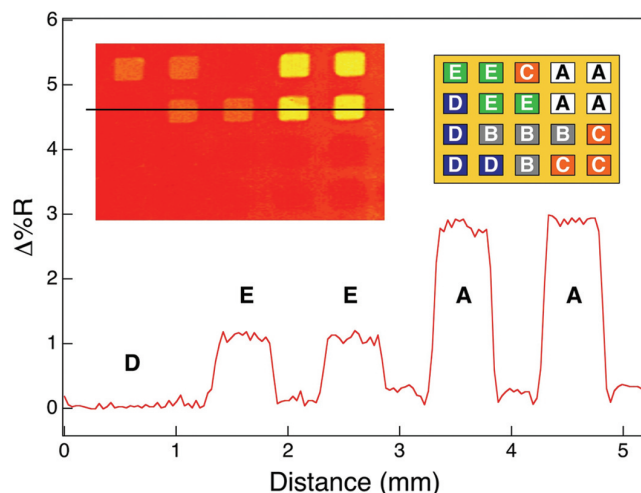 6
5
4
3
2
1
0
Δ%R
E E C A A
D E E A A
D B B B C
D D B C C
D E E A A
0 1 2 3 4 5
Distance (mm)